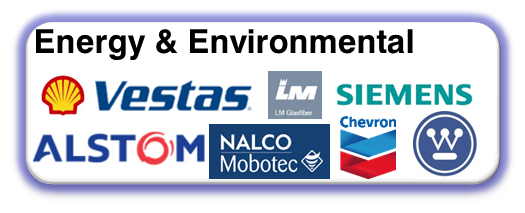 Energy & Environmental
Vestas
LM
LM Glasfiber
SIEMENS
ALSTOM
NALCO
Mobotec
Chevron
W